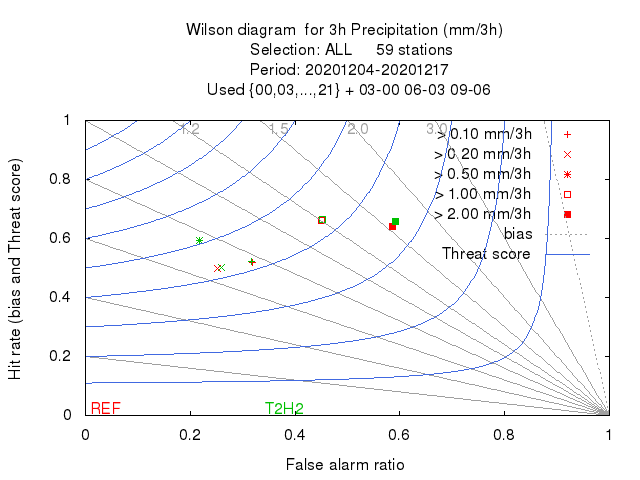 Wilson diagram  for 3h Precipitation (mm/3h)
Selection: ALL     59 stations
Period: 20201204-20201217
Used {00,03,...,21} + 03-00 06-03 09-06
1.2 1.5 2.0 3.0
> 0.10 mm/3h
> 0.20 mm/3h
> 0.50 mm/3h
> 1.00 mm/3h
> 2.00 mm/3h
bias
Threat score
Hit rate (bias and Threat score)
1
0.8
0.6
0.4
0.2
0
REF T2H2
0 0.2 0.4 0.6 0.8 1
False alarm ratio